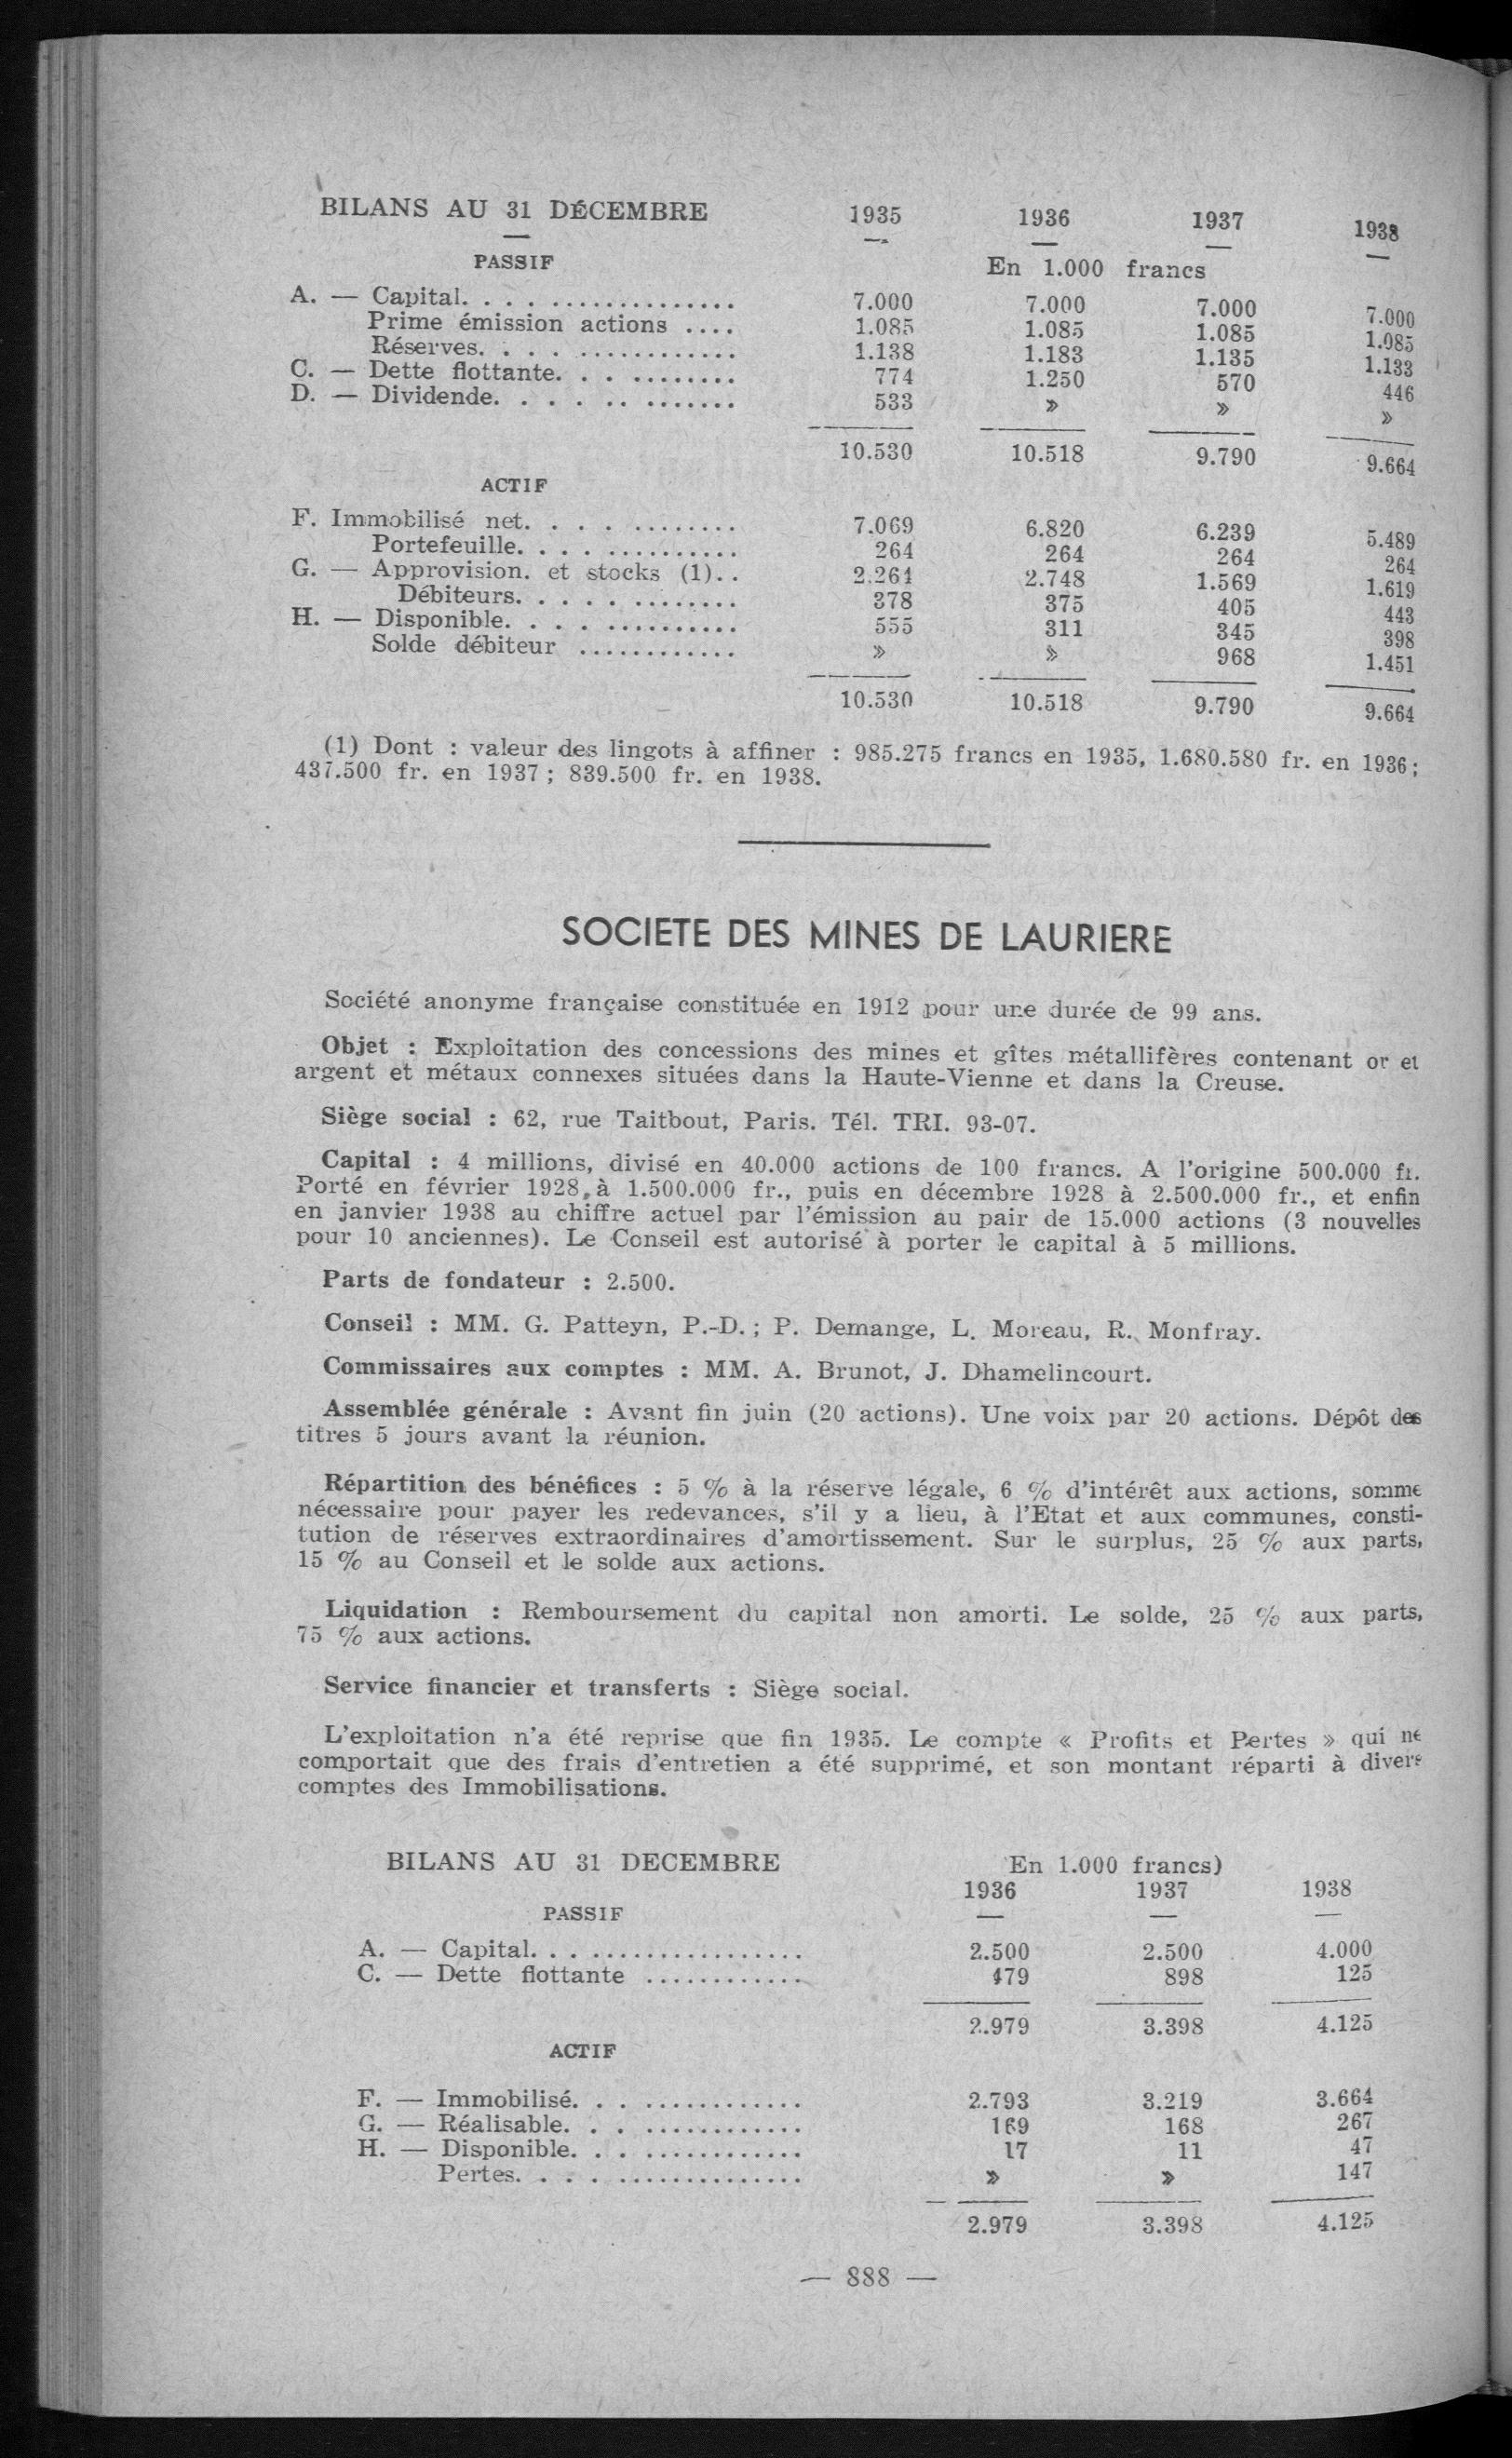 BILANS AU 31 DÉCEMBRE 1935 1936 1937 1938
PASSIF En 1.000 francs
A. — Capital. . . . . . . . . . . . . . . . . 7.000 7.000 7.000 7.000
Prime émission actions .... 1.085 1.085 1.085 1.085
Réserves. . . . . . . . . . . . . . . . 1.138 1.183 1.135 1.133
C. — Dette flottante. . . . . . . . . . . 774 1.250 570 446
D. — Dividende. . . . . . . . . . . . . 533 » » »
10.530 10.518 9.790 9.664
ACTIF
F. Immobilisé net. . . . . . . . . . . . . 7.069 6.820 6.239 5.489
Portefeuille. . . . . . . . . . . . . . 264 264 264 264
G. — Approvision. et stocks (1). . 2.261 2.748 1.569 1.619
Débiteurs. . . . . . . . . . . . . 378 375 405 443
H. — Disponible. . . . . . . . . . . . . . 555 311 345 398
Solde débiteur ............ » » 968 1.451
10.530 10.518 9.790 9.664
(1) Dont : valeur des lingots à affiner : 985.275 francs en 1935, 1.680.580 fr. en 1936;
437.500 fr. en 1937; 839.500 fr. en 1938.
SOCIETE DES MINES DE LAURIERE
Société anonyme française constituée en 1912 pour une durée de 99 ans.
Objet : Exploitation des concessions des mines et gîtes métallifères contenant or et
argent et métaux connexes situées dans la Haute-Vienne et dans la Creuse.
Siège social : 62, rue Taitbout, Paris. Tél. TRI. 93-07.
Capital : 4 millions, divisé en 40.000 actions de 100 francs. A l'origine 500.000 fr.
Porté en février 1928, à 1.500.000 fr., puis en décembre 1928 à 2.500.000 fr., et enfin
en janvier 1938 au chiffre actuel par l'émission au pair de 15.000 actions (3 nouvelles
pour 10 anciennes). Le Conseil est autorisé à porter le capital à 5 millions.
Parts de fondateur : 2.500.
Conseil : MM. G. Patteyn, P.-D.; P. Demange, L. Moreau, R. Monfray.
Commissaires aux comptes : MM. A. Brunot, J. Dhamelincourt.
Assemblée générale : Avant fin juin (20 actions). Une voix par 20 actions. Dépôt des
titres 5 jours avant la réunion.
Répartition des bénéfices : 5 % à la réserve légale, 6 % d'intérêt aux actions, somme
nécessaire pour payer les redevances, s'il y a lieu, à l'Etat et aux communes, consti-
tution de réserves extraordinaires d'amortissement. Sur le surplus, 25 % aux parts,
15 % au Conseil et le solde aux actions.
Liquidation : Remboursement du capital non amorti. Le solde, 25 % aux parts,
75 % aux actions.
Service financier et transferts : Siège social.
L'exploitation n'a été reprise que fin 1935. Le compte « Profits et Pertes » qui ne
comportait que des frais d'entretien a été supprimé, et son montant réparti à divers
comptes des Immobilisations.
BILANS AU 31 DECEMBRE En 1.000 francs)
1936 1937 1938
PASSIF
A. — Capital. . . . . . . . . . . . . . . . . . . 2.500 2.500 4.000
C. — Dette flottante ............ 479 898 125
2.979 3.398 4.125
ACTIF
F. — Immobilisé. . . . . . . . . . . . . . . 2.793 3.219 3.664
G. — Réalisable. . . . . . . . . . . . . . . 169 168 267
H. — Disponible. . . . . . . . . . . . . . . 17 11 47
Pertes. . . . . . . . . . . . . . . . . . » » 147
2.979 3.398 4.125
— 888 —